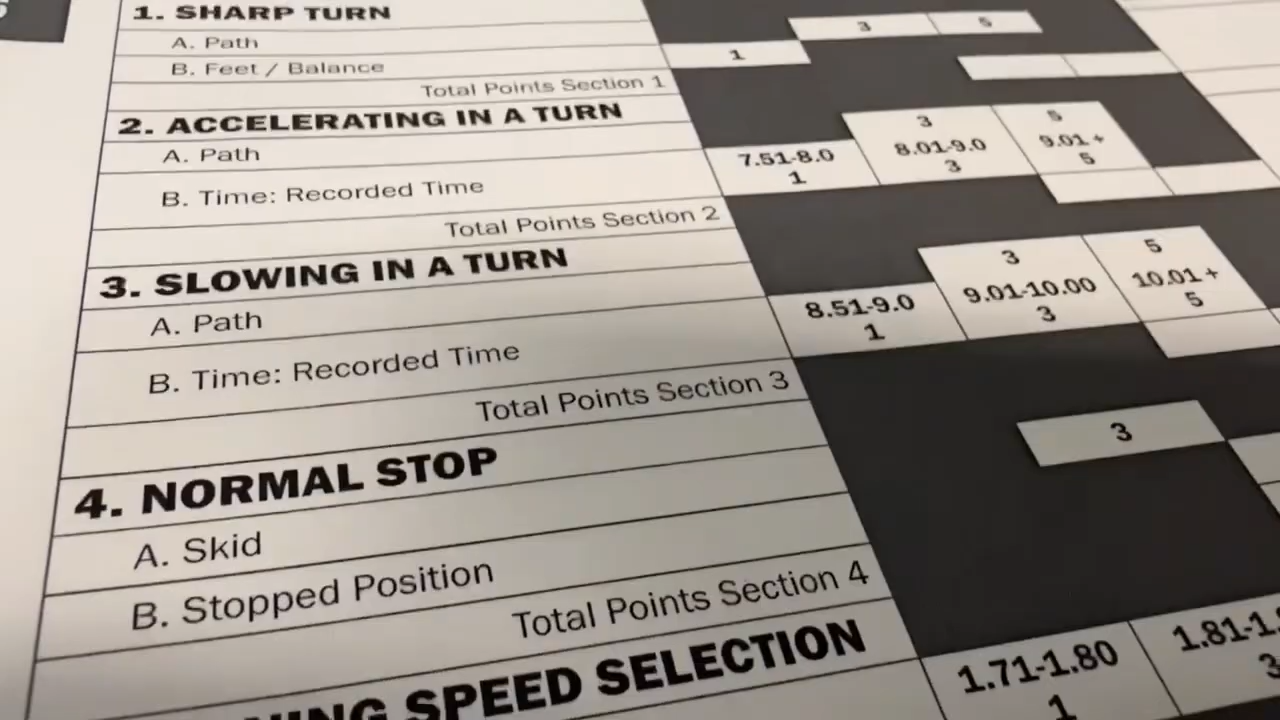 1. SHARP TURN
A. Path 3 5
B. Feet / Balance 1
Total Points Section 1
2. ACCELERATING IN A TURN
A. Path 3 5
B. Time: Recorded Time 7.51-8.0 8.01-9.0 9.01 +
1 3 5
Total Points Section 2
3. SLOWING IN A TURN
A. Path 3 5
B. Time: Recorded Time 8.51-9.0 9.01-10.00 10.01 +
1 3 5
Total Points Section 3
4. NORMAL STOP
A. Skid 3
B. Stopped Position
Total Points Section 4
SPEED SELECTION
1.71-1.80
1 3